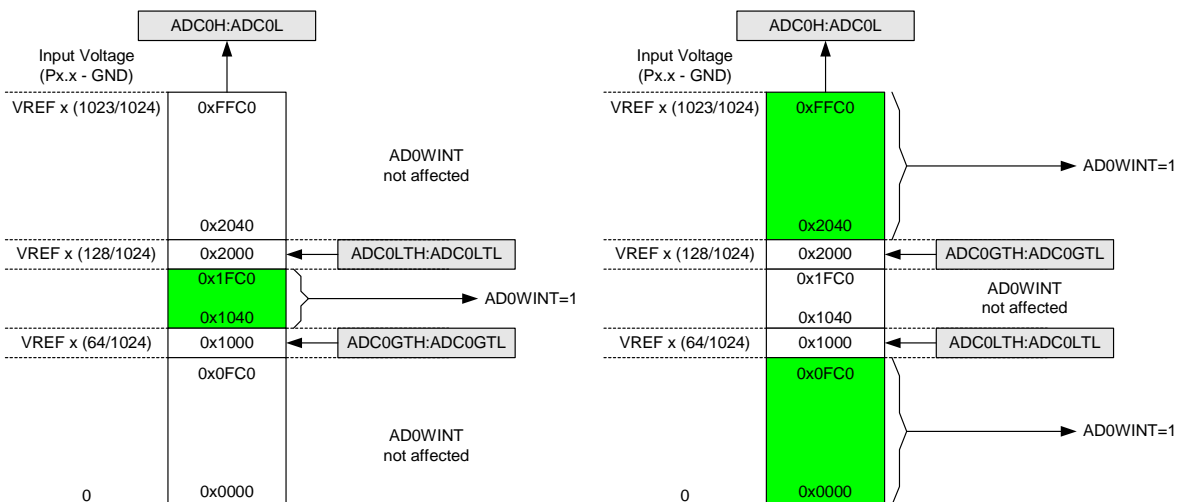 ADC0H:ADC0L
Input Voltage
(Px.x - GND)
VREF x (1023/1024)
0xFFC0
AD0WINT
not affected
0x2040
VREF x (128/1024)
0x2000
ADC0LTH:ADC0LTL
0x1FC0
AD0WINT=1
0x1040
VREF x (64/1024)
0x1000
ADC0GTH:ADC0GTL
0x0FC0
AD0WINT
not affected
0
0x0000
ADC0H:ADC0L
Input Voltage
(Px.x - GND)
VREF x (1023/1024)
0xFFC0
AD0WINT=1
0x2040
VREF x (128/1024)
0x2000
ADC0GTH:ADC0GTL
0x1FC0
AD0WINT
not affected
0x1040
VREF x (64/1024)
0x1000
ADC0LTH:ADC0LTL
0x0FC0
AD0WINT=1
0
0x0000